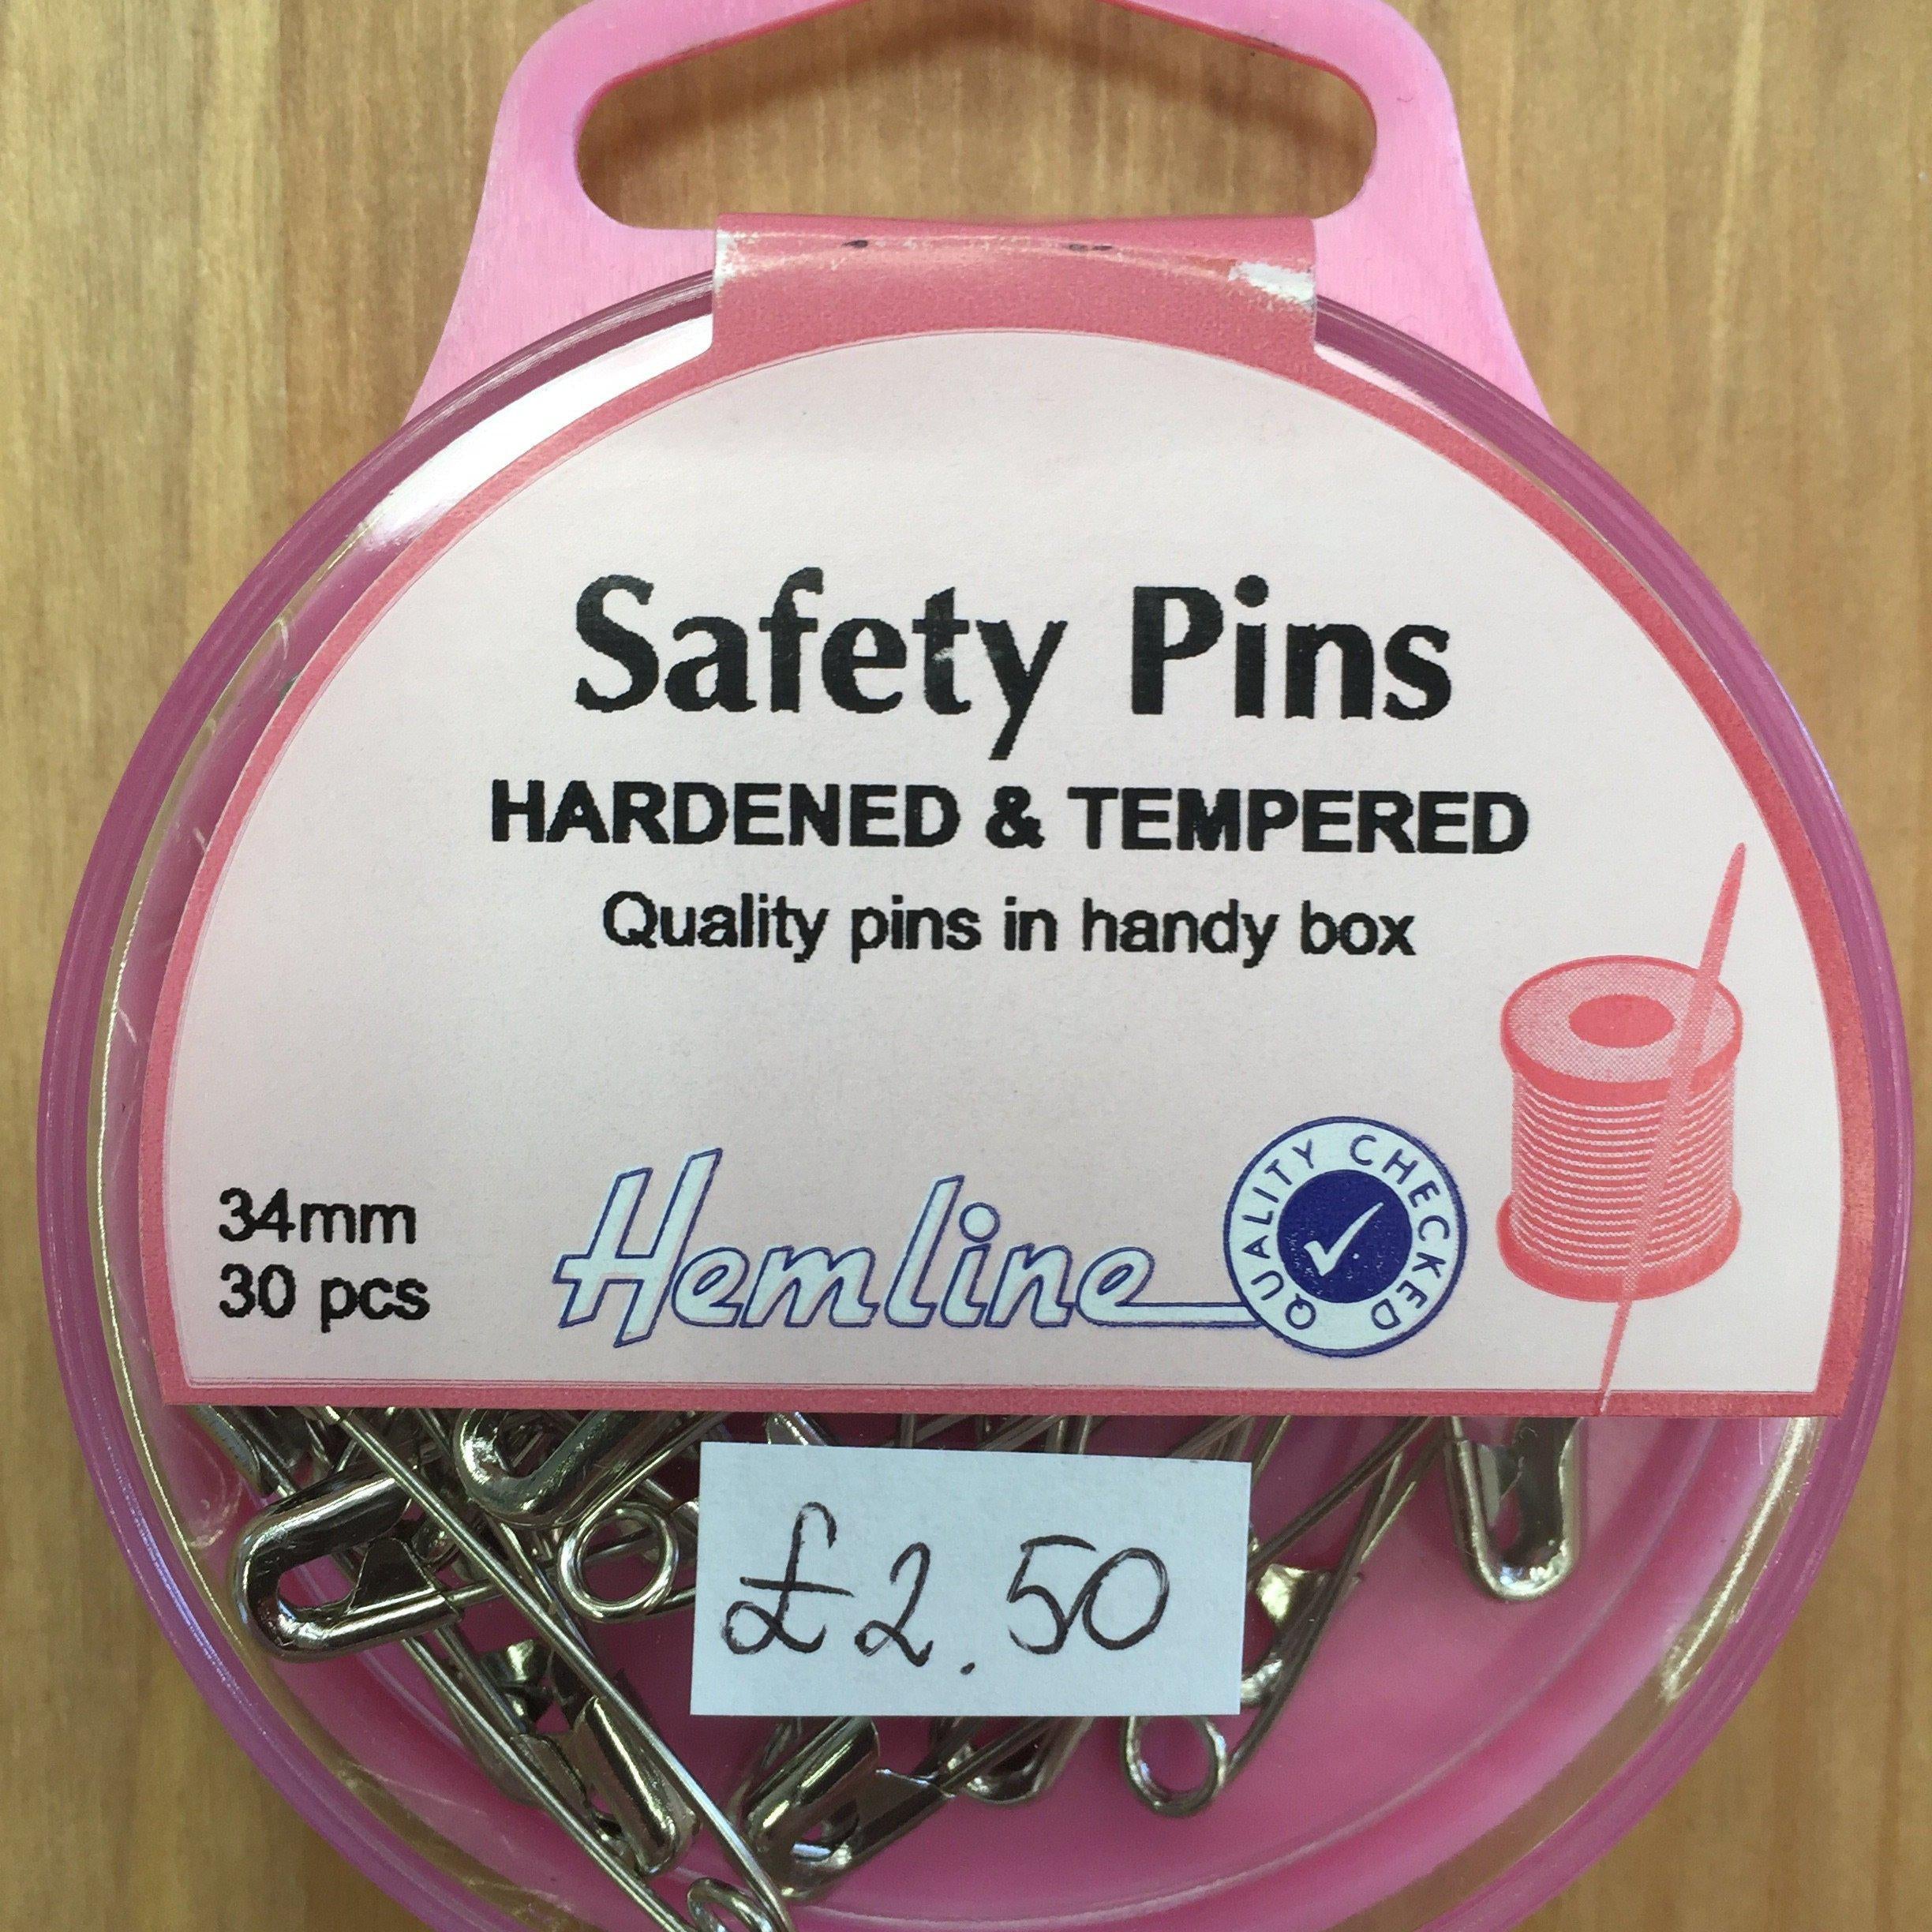 Safety Pins
HARDENED & TEMPERED
Quality pins in handy box
34mm
30 pcs
Hemline
QUALITY CHECKED
£2.50